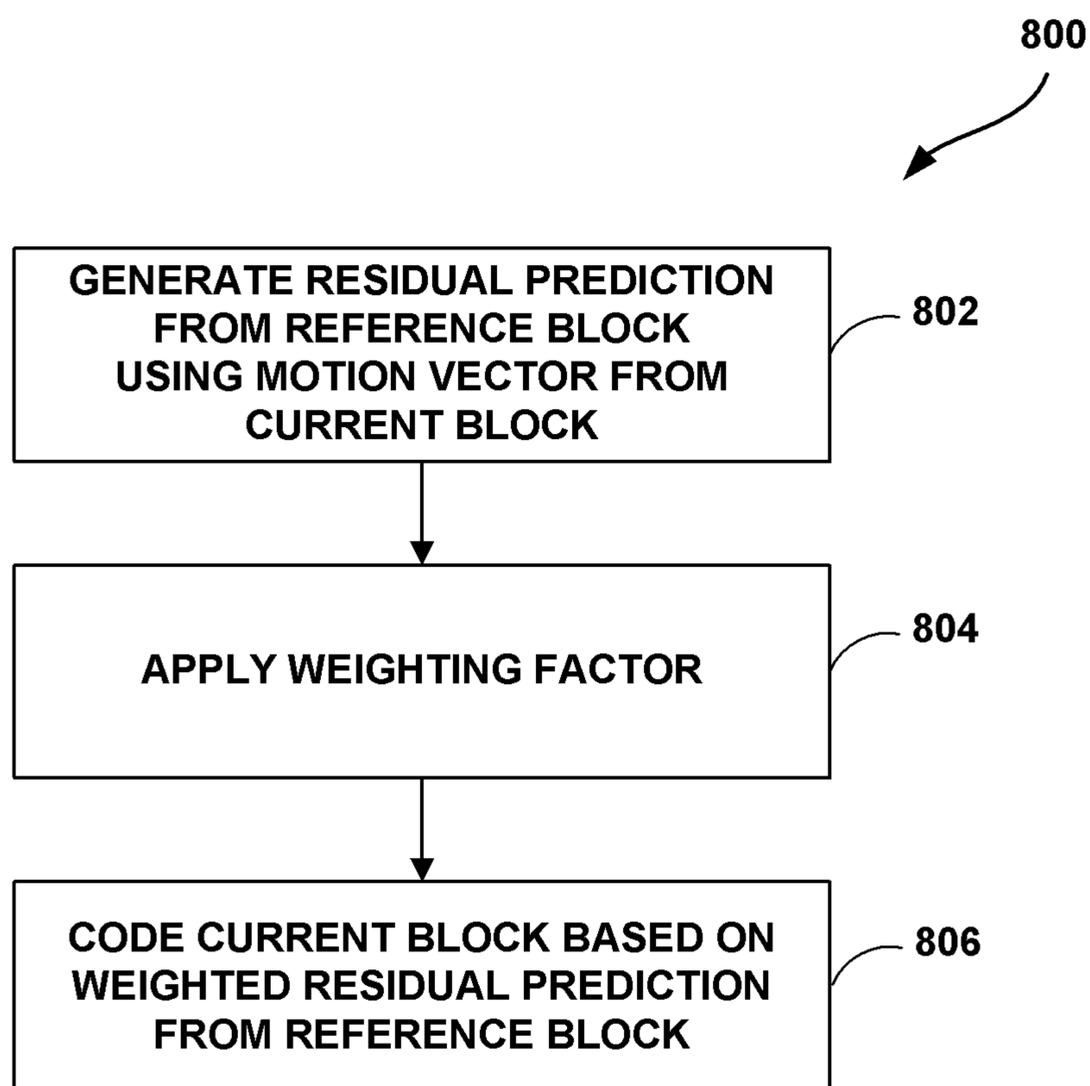 800
GENERATE RESIDUAL PREDICTION
FROM REFERENCE BLOCK
USING MOTION VECTOR FROM
CURRENT BLOCK
802
APPLY WEIGHTING FACTOR
804
CODE CURRENT BLOCK BASED ON
WEIGHTED RESIDUAL PREDICTION
FROM REFERENCE BLOCK
806